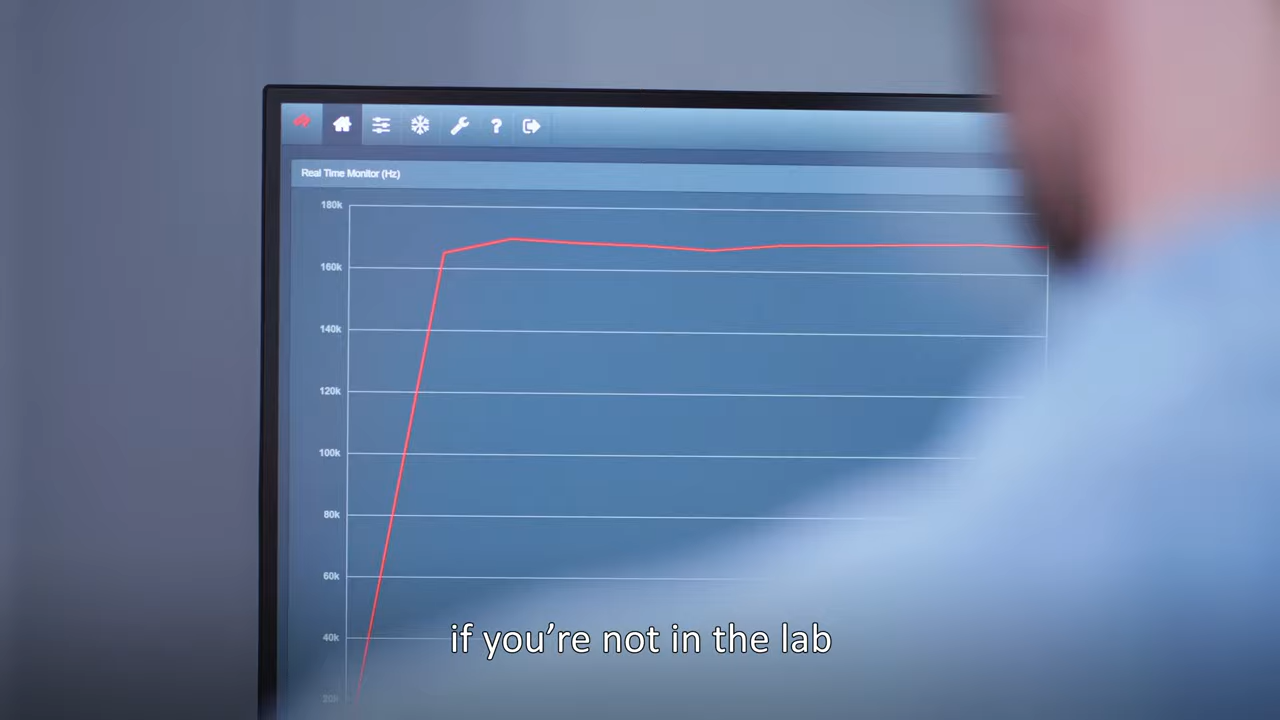 ?
Real Time Monitor (Hz)
180k
160k
140k
120k
100k
80k
60k
40k
20k
if you're not in the lab